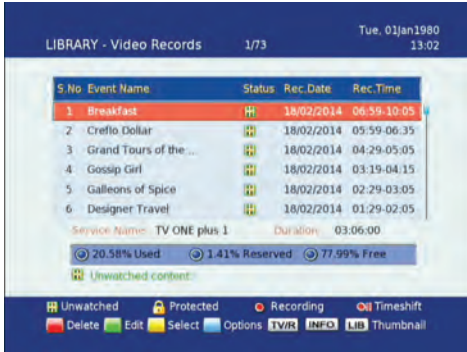 Tue, 01Jan1980
LIBRARY - Video Records 1/73 13:02
S.No Event Name Status Rec.Date Rec.Time
1 Breakfast 18/02/2014 06:59-10:05
2 Creflo Dollar 18/02/2014 05:59-06:35
3 Grand Tours of the ... 18/02/2014 04:29-05:05
4 Gossip Girl 18/02/2014 03:19-04:15
5 Galleons of Spice 18/02/2014 02:29-03:05
6 Designer Travel 18/02/2014 01:29-02:05
Service Name: TV ONE plus 1 Duration: 03:06:00
20.58% Used 1.41% Reserved 77.99% Free
Unwatched content.
Unwatched Protected Recording Timeshift
Delete Edit Select Options TV/R INFO LIB Thumbnail